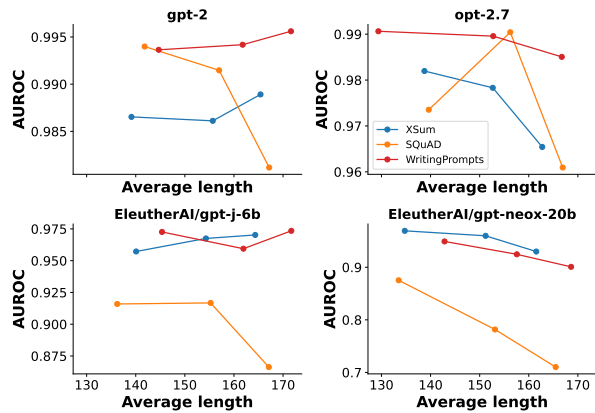 gpt-2
opt-2.7
AUROC
0.995
0.990
0.985
AUROC
0.99
0.98
0.97
0.96
XSum
SQuAD
WritingPrompts
Average length
Average length
EleutherAI/gpt-j-6b
EleutherAI/gpt-neox-20b
AUROC
0.975
0.950
0.925
0.900
0.875
AUROC
0.9
0.8
0.7
130 140 150 160 170
130 140 150 160 170
Average length
Average length